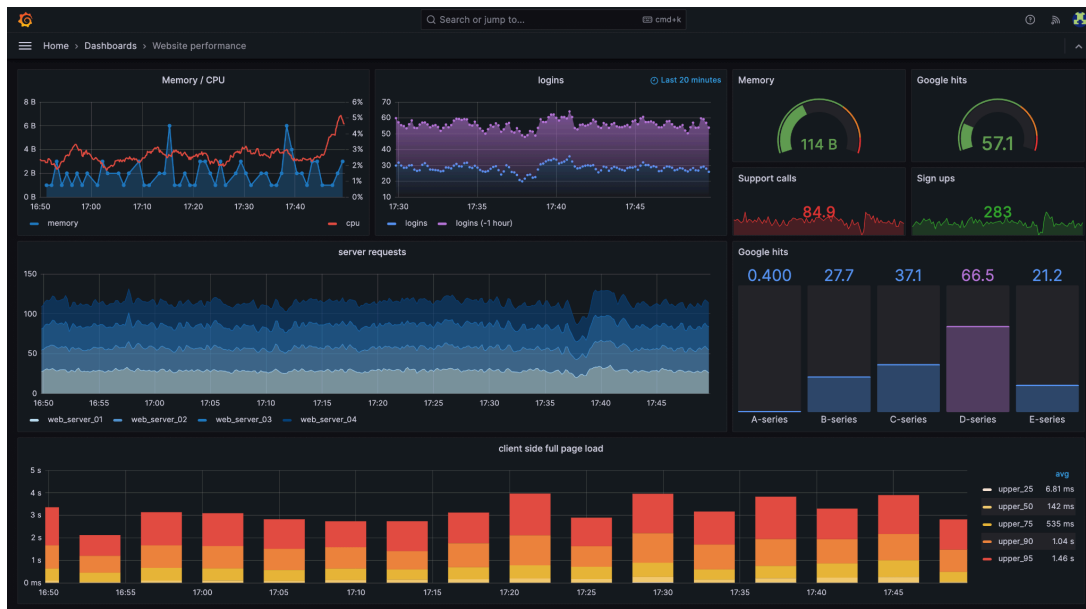 Search or jump to... cmd+k
Home › Dashboards › Website performance
Memory / CPU
8 B
6 B
4 B
2 B
0 B
6%
5%
4%
3%
2%
1%
0%
16:50 17:00 17:10 17:20 17:30 17:40
memory cpu
logins Last 20 minutes
70
60
50
40
30
20
10
17:30 17:35 17:40 17:45
logins logins (-1 hour)
Memory
114 B
Google hits
57.1
Support calls
84.9
Sign ups
283
server requests
150
100
50
0
16:50 16:55 17:00 17:05 17:10 17:15 17:20 17:25 17:30 17:35 17:40 17:45
web_server_01 web_server_02 web_server_03 web_server_04
Google hits
0.400 27.7 37.1 66.5 21.2
A-series B-series C-series D-series E-series
client side full page load
5 s
4 s
3 s
2 s
1 s
0 ms
16:50 16:55 17:00 17:05 17:10 17:15 17:20 17:25 17:30 17:35 17:40 17:45
avg
upper_25 6.81 ms
upper_50 142 ms
upper_75 535 ms
upper_90 1.04 s
upper_95 1.46 s